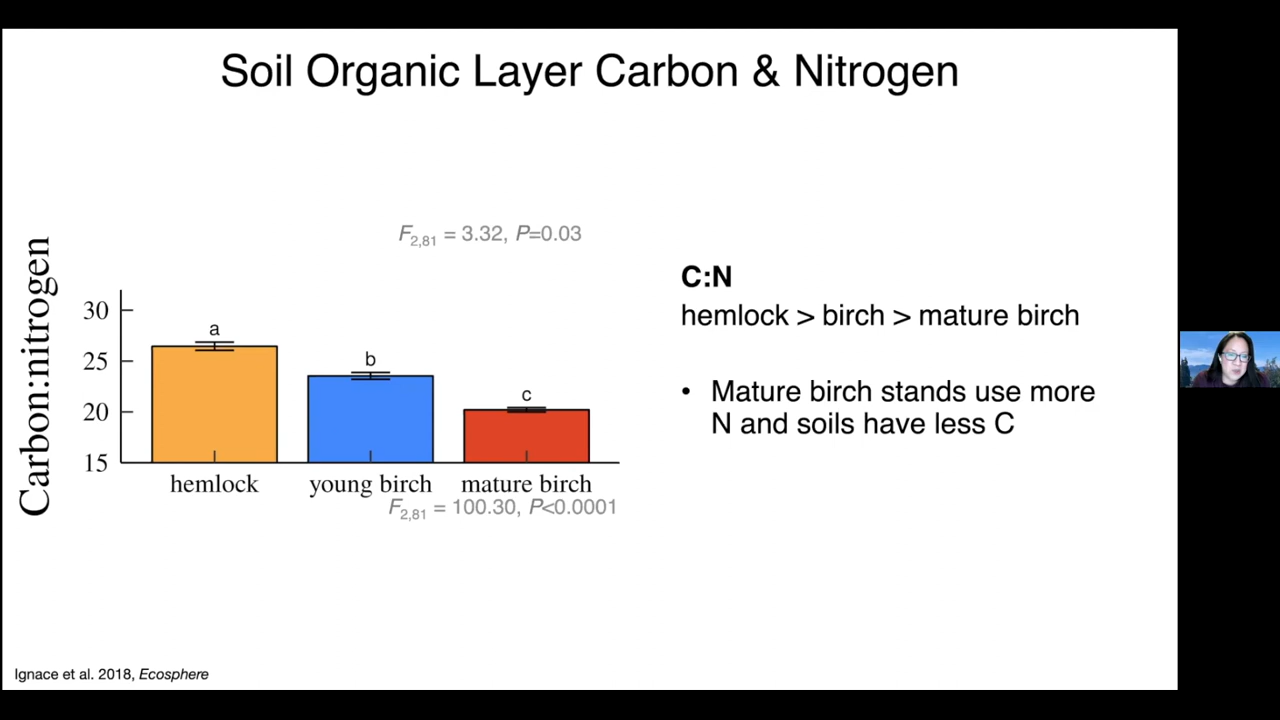 Soil Organic Layer Carbon & Nitrogen
F2,81 = 3.32, P=0.03
Carbon:nitrogen
30
25
20
15
a
b
c
hemlock
young birch
mature birch
F2,81 = 100.30, P<0.0001
C:N
hemlock > birch > mature birch
• Mature birch stands use more
N and soils have less C
Ignace et al. 2018, Ecosphere